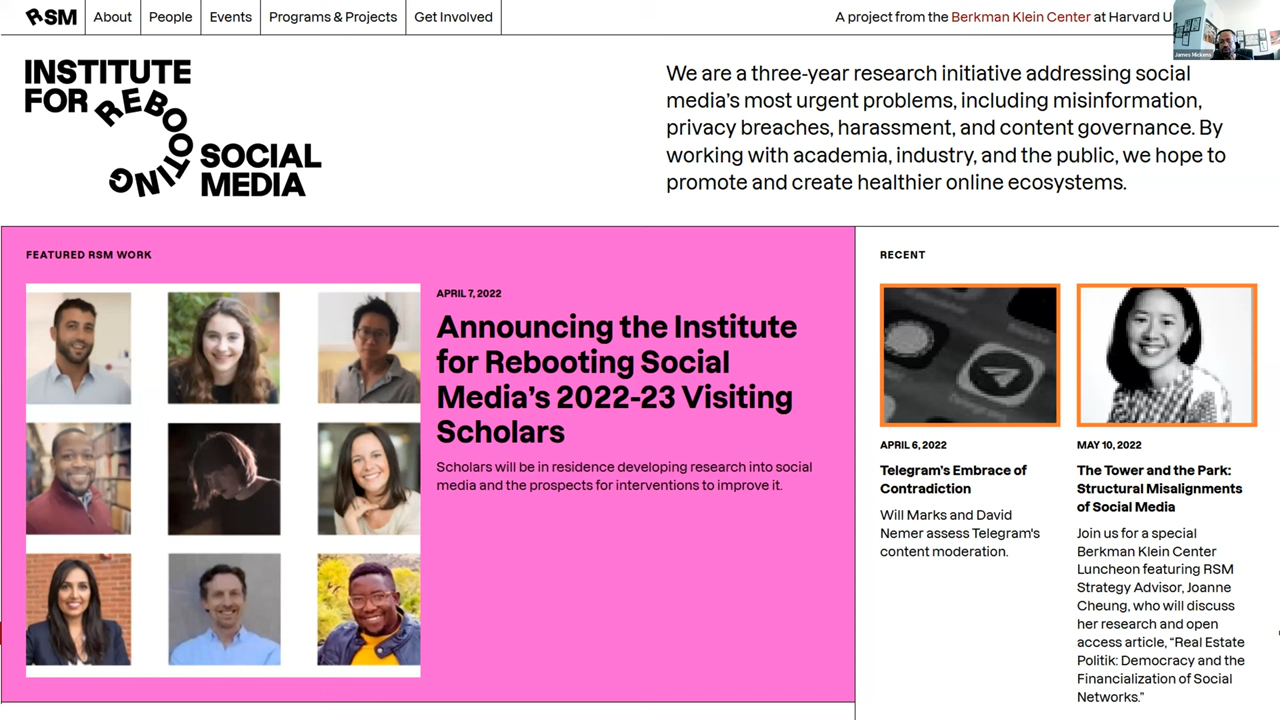 RSM
About
People
Events
Programs & Projects
Get Involved
A project from the Berkman Klein Center at Harvard U
James Mickens
INSTITUTE
FOR REBOOTING
SOCIAL
MEDIA
We are a three-year research initiative addressing social
media's most urgent problems, including misinformation,
privacy breaches, harassment, and content governance. By
working with academia, industry, and the public, we hope to
promote and create healthier online ecosystems.
FEATURED RSM WORK
APRIL 7, 2022
Announcing the Institute
for Rebooting Social
Media's 2022-23 Visiting
Scholars
Scholars will be in residence developing research into social
media and the prospects for interventions to improve it.
RECENT
APRIL 6, 2022
Telegram's Embrace of
Contradiction
Will Marks and David
Nemer assess Telegram's
content moderation.
MAY 10, 2022
The Tower and the Park:
Structural Misalignments
of Social Media
Join us for a special
Berkman Klein Center
Luncheon featuring RSM
Strategy Advisor, Joanne
Cheung, who will discuss
her research and open
access article, “Real Estate
Politik: Democracy and the
Financialization of Social
Networks.”